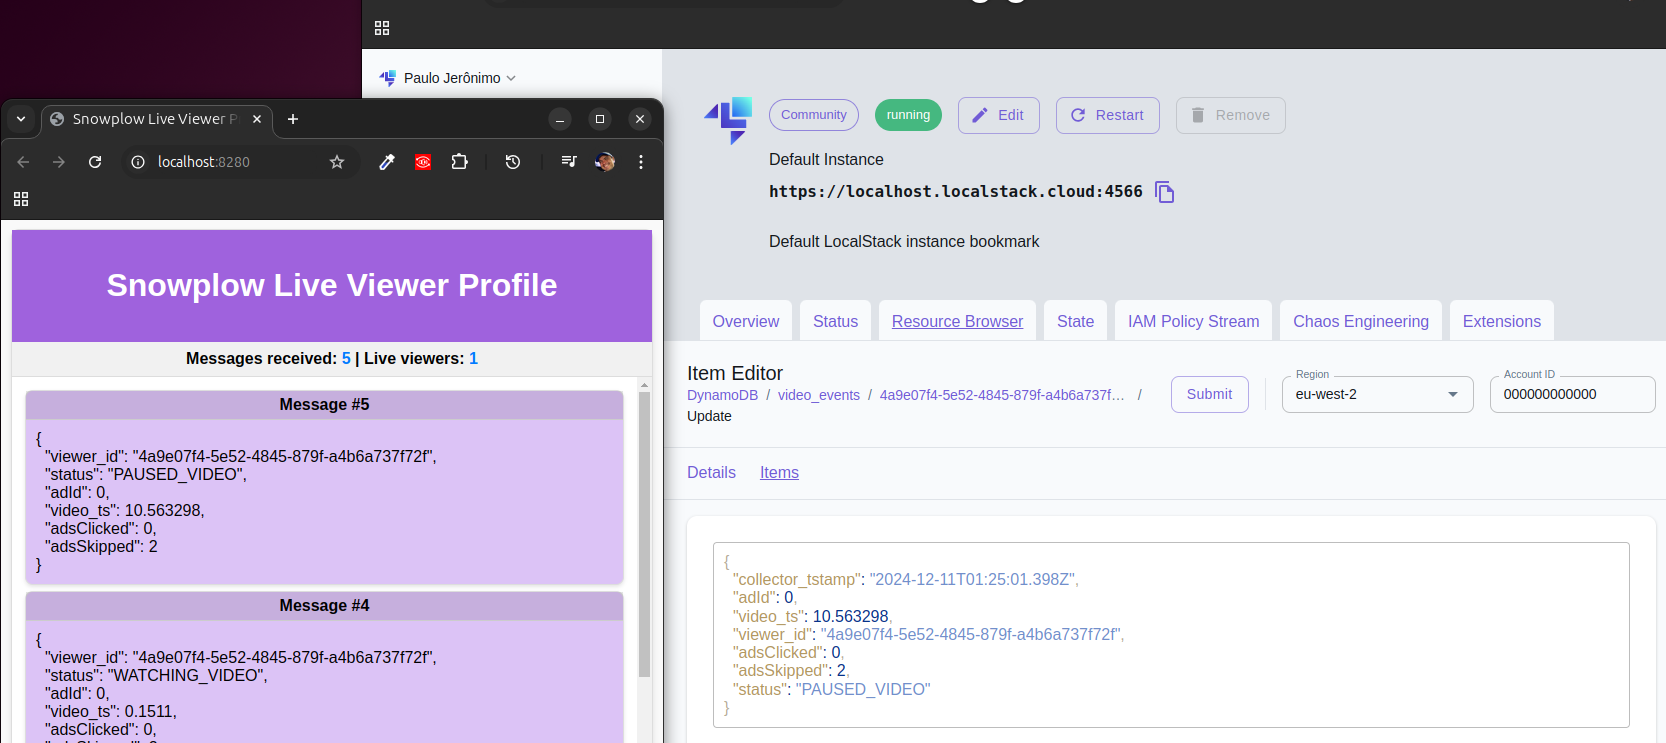 Paulo Jerônimo
Snowplow Live Viewer P
localhost:8280
Snowplow Live Viewer Profile
Messages received: 5 | Live viewers: 1
Message #5
{
"viewer_id": "4a9e07f4-5e52-4845-879f-a4b6a737f72f",
"status": "PAUSED_VIDEO",
"adId": 0,
"video_ts": 10.563298,
"adsClicked": 0,
"adsSkipped": 2
}
Message #4
{
"viewer_id": "4a9e07f4-5e52-4845-879f-a4b6a737f72f",
"status": "WATCHING_VIDEO",
"adId": 0,
"video_ts": 0.1511,
"adsClicked": 0,
Community
running
Edit
Restart
Remove
Default Instance
https://localhost.localstack.cloud:4566
Default LocalStack instance bookmark
Overview
Status
Resource Browser
State
IAM Policy Stream
Chaos Engineering
Extensions
Item Editor
DynamoDB / video_events / 4a9e07f4-5e52-4845-879f-a4b6a737f... /
Update
Submit
Region
eu-west-2
Account ID
000000000000
Details
Items
{
"collector_tstamp": "2024-12-11T01:25:01.398Z",
"adId": 0,
"video_ts": 10.563298,
"viewer_id": "4a9e07f4-5e52-4845-879f-a4b6a737f72f",
"adsClicked": 0,
"adsSkipped": 2,
"status": "PAUSED_VIDEO"
}